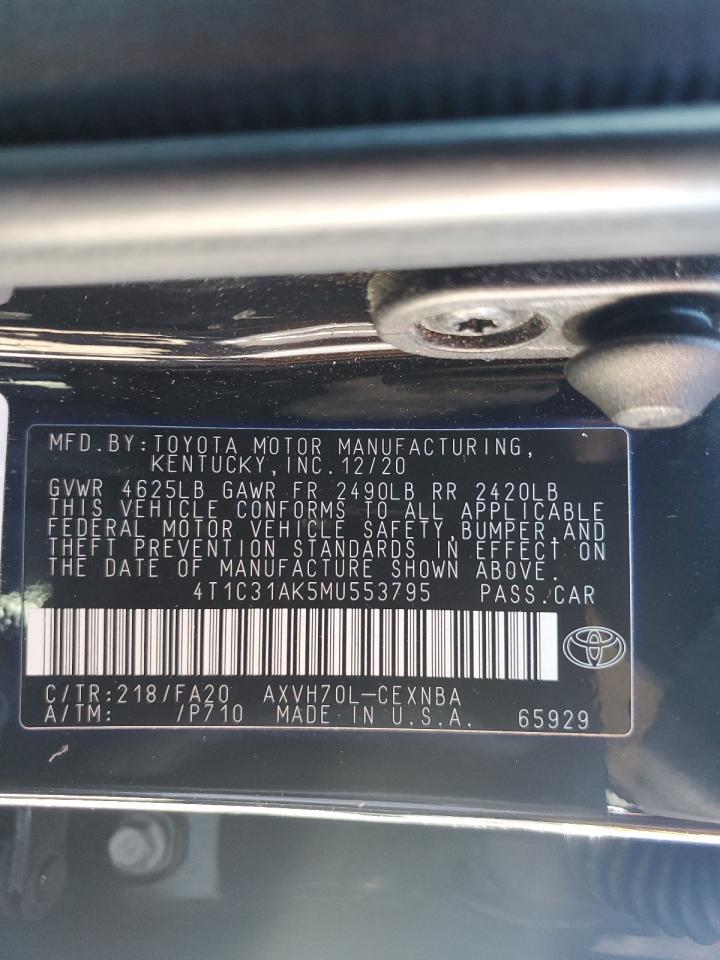 MFD.BY:TOYOTA MOTOR MANUFACTURING,
KENTUCKY,INC.12/20
GVWR 4625LB GAWR FR 2490LB RR 2420LB
THIS VEHICLE CONFORMS TO ALL APPLICABLE
FEDERAL MOTOR VEHICLE SAFETY,BUMPER,AND
THEFT PREVENTION STANDARDS IN EFFECT ON
THE DATE OF MANUFACTURE SHOWN ABOVE.
4T1C31AK5MU553795 PASS.CAR
C/TR:218/FA20 AXVH70L-CEXNBA
A/TM: /P710 MADE IN U.S.A. 65929